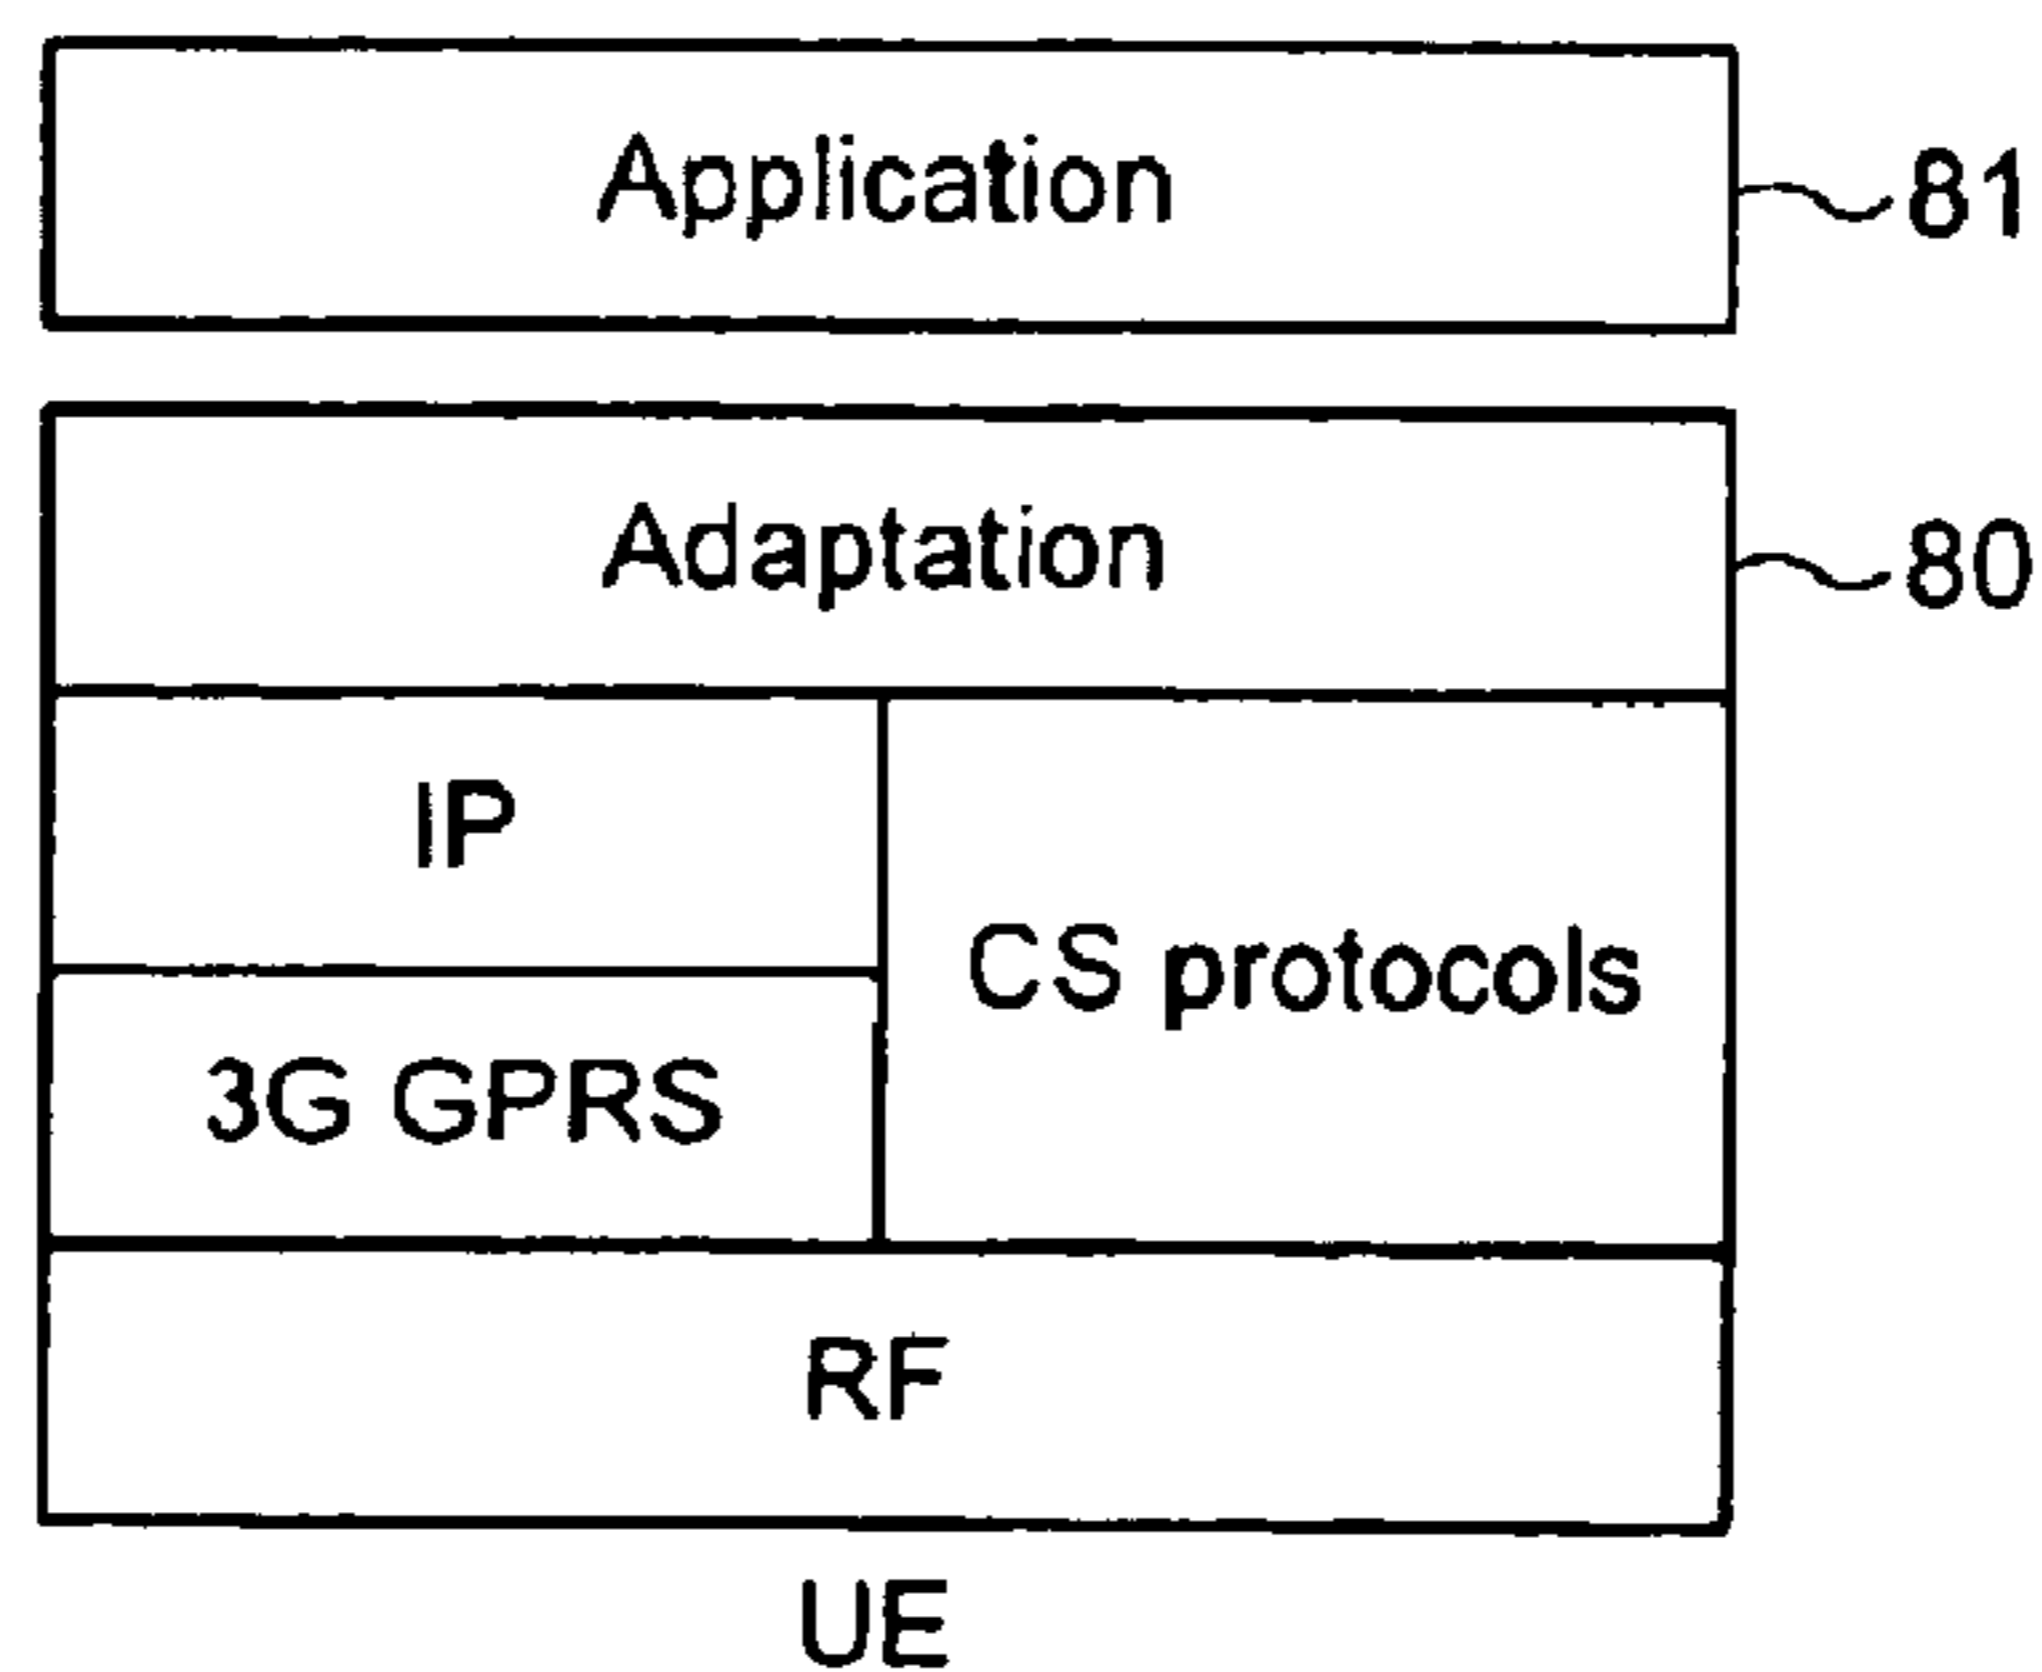 Application
81
Adaptation
80
IP
CS protocols
3G GPRS
RF
UE